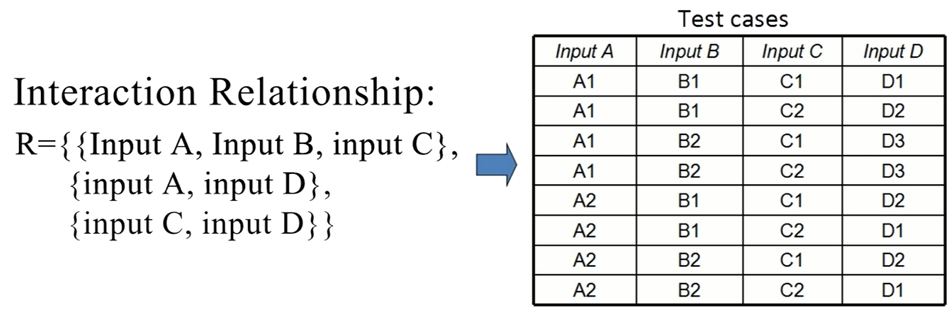 Interaction Relationship:
R={{Input A, Input B, input C},
{input A, input D},
{input C, input D}}
Test cases
Input A Input B Input C Input D
A1 B1 C1 D1
A1 B1 C2 D2
A1 B2 C1 D3
A1 B2 C2 D3
A2 B1 C1 D2
A2 B1 C2 D1
A2 B2 C1 D2
A2 B2 C2 D1